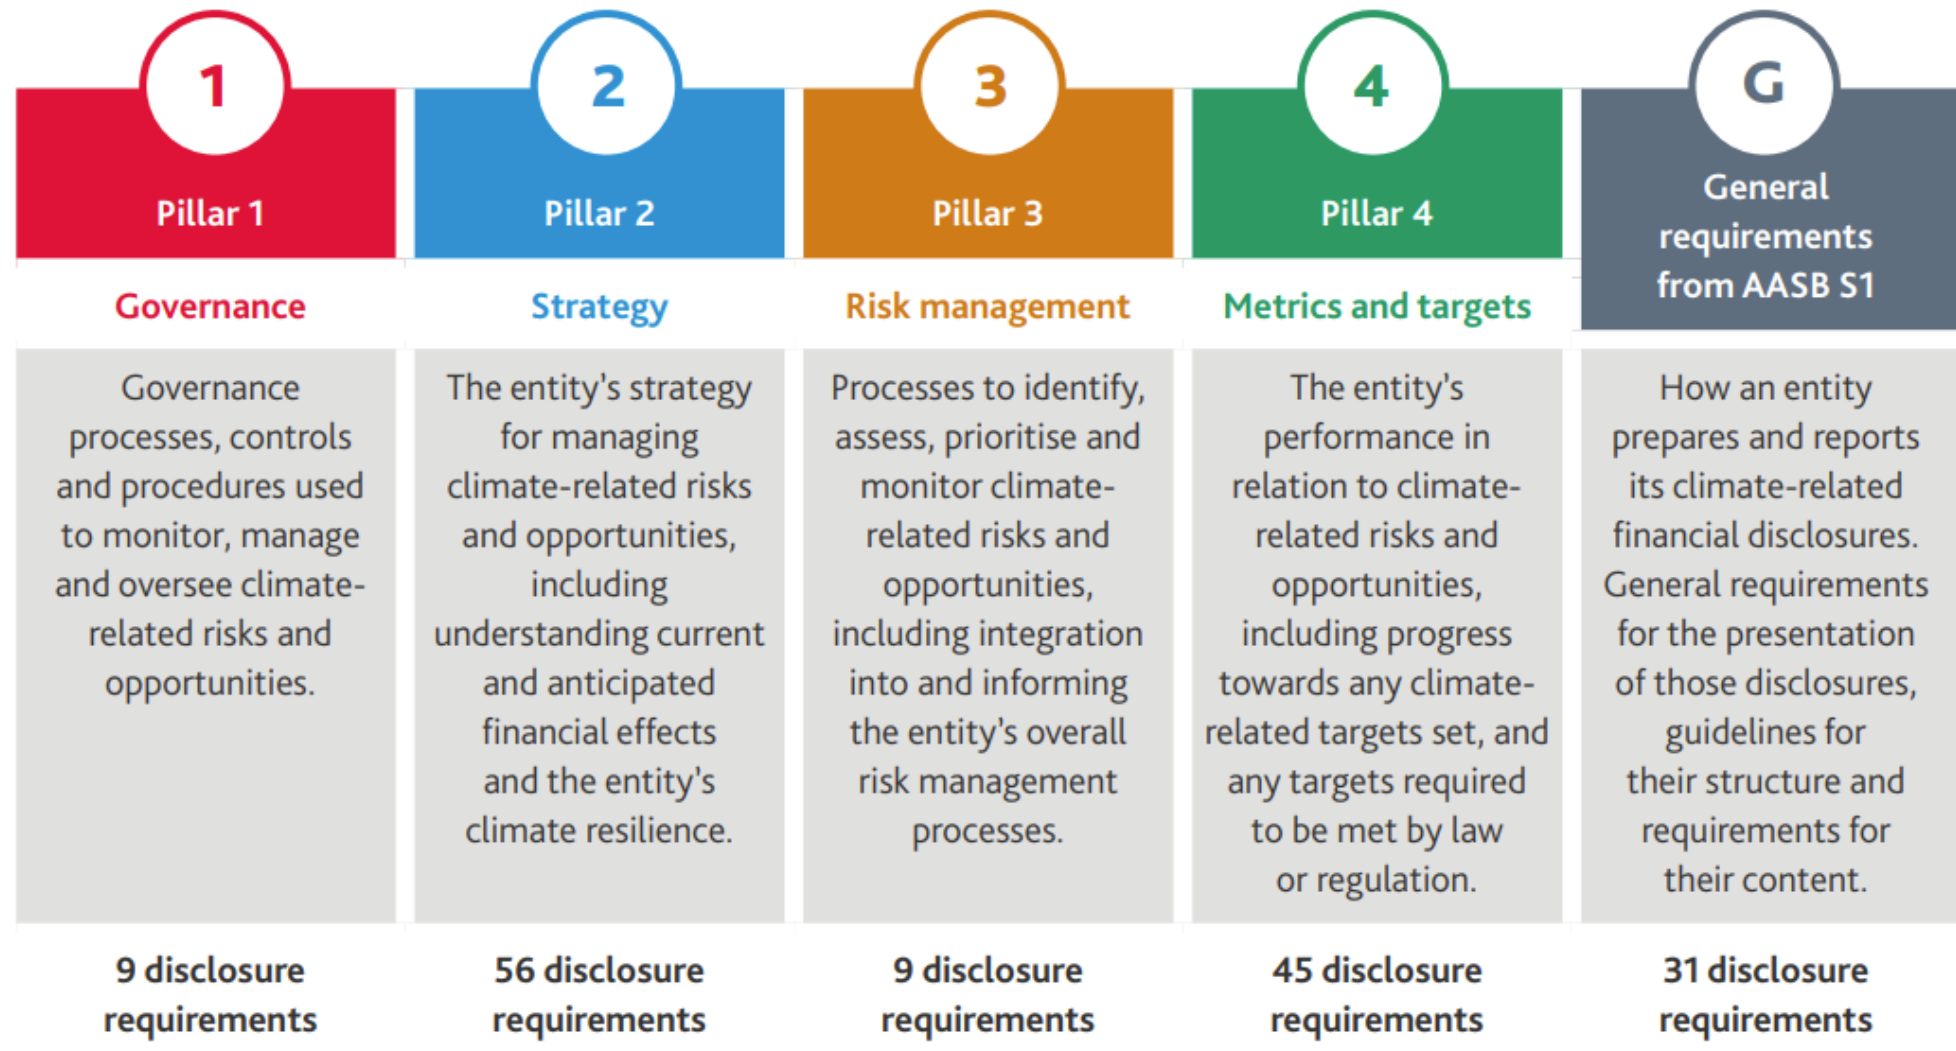 1
Pillar 1
Governance
Governance
processes, controls
and procedures used
to monitor, manage
and oversee climate-
related risks and
opportunities.
9 disclosure
requirements
2
Pillar 2
Strategy
The entity's strategy
for managing
climate-related risks
and opportunities,
including
understanding current
and anticipated
financial effects
and the entity's
climate resilience.
56 disclosure
requirements
3
Pillar 3
Risk management
Processes to identify,
assess, prioritise and
monitor climate-
related risks and
opportunities,
including integration
into and informing
the entity's overall
risk management
processes.
9 disclosure
requirements
4
Pillar 4
Metrics and targets
The entity's
performance in
relation to climate-
related risks and
opportunities,
including progress
towards any climate-
related targets set, and
any targets required
to be met by law
or regulation.
45 disclosure
requirements
G
General
requirements
from AASB S1
How an entity
prepares and reports
its climate-related
financial disclosures.
General requirements
for the presentation
of those disclosures,
guidelines for
their structure and
requirements for
their content.
31 disclosure
requirements